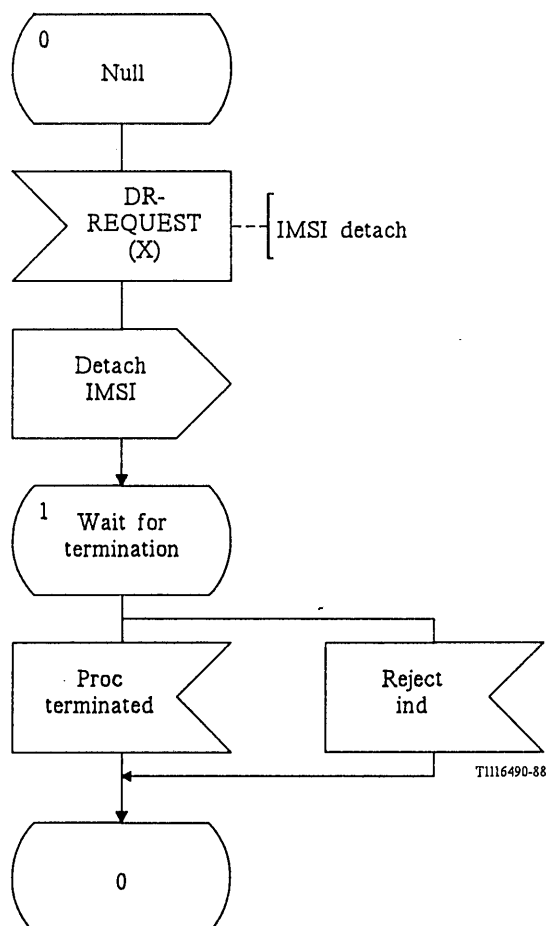 0
Null
DR-
REQUEST
(X)
IMSI detach
Detach
IMSI
1
Wait for
termination
Proc
terminated
Reject
ind
T1116490-88
0